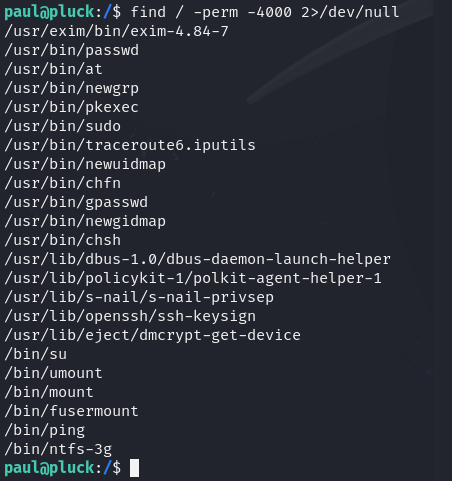 paul@pluck:/$ find / -perm -4000 2>/dev/null
/usr/exim/bin/exim-4.84-7
/usr/bin/passwd
/usr/bin/at
/usr/bin/newgrp
/usr/bin/pkexec
/usr/bin/sudo
/usr/bin/traceroute6.iputils
/usr/bin/newuidmap
/usr/bin/chfn
/usr/bin/gpasswd
/usr/bin/newgidmap
/usr/bin/chsh
/usr/lib/dbus-1.0/dbus-daemon-launch-helper
/usr/lib/policykit-1/polkit-agent-helper-1
/usr/lib/s-nail/s-nail-privsep
/usr/lib/openssh/ssh-keysign
/usr/lib/eject/dmcrypt-get-device
/bin/su
/bin/umount
/bin/mount
/bin/fusermount
/bin/ping
/bin/ntfs-3g
paul@pluck:/$